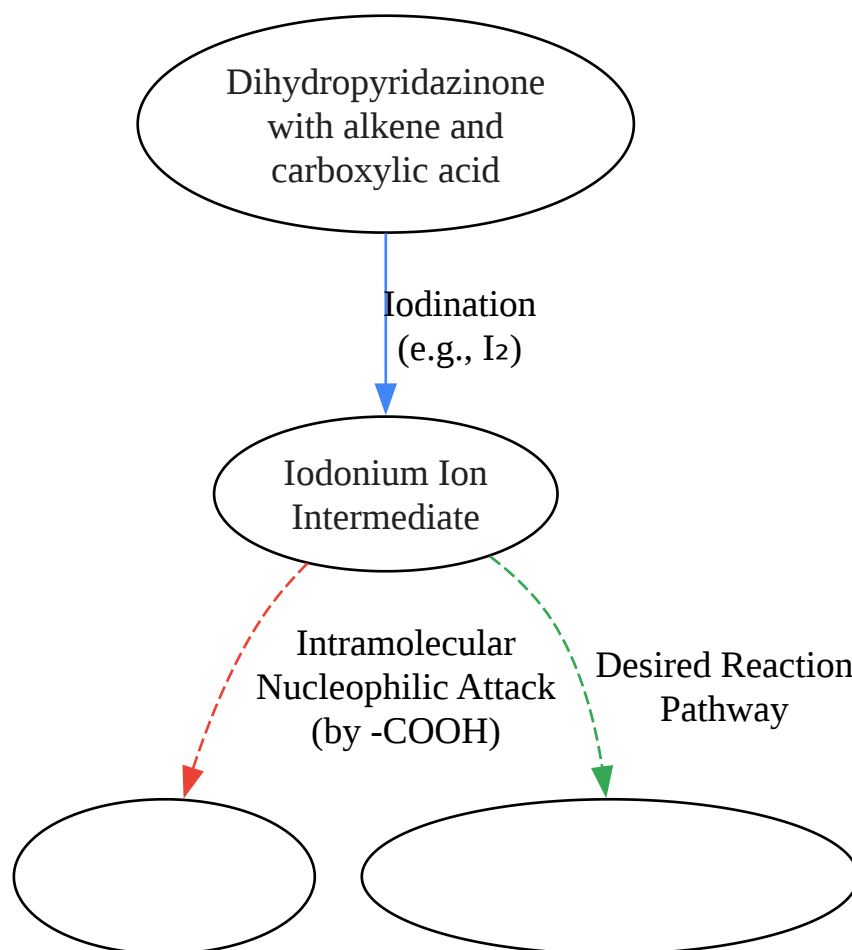 Dihydropyridazinone
with alkene and
carboxylic acid
Iodination
(e.g., I₂)
Iodonium Ion
Intermediate
Intramolecular
Nucleophilic Attack
(by -COOH)
Desired Reaction
Pathway